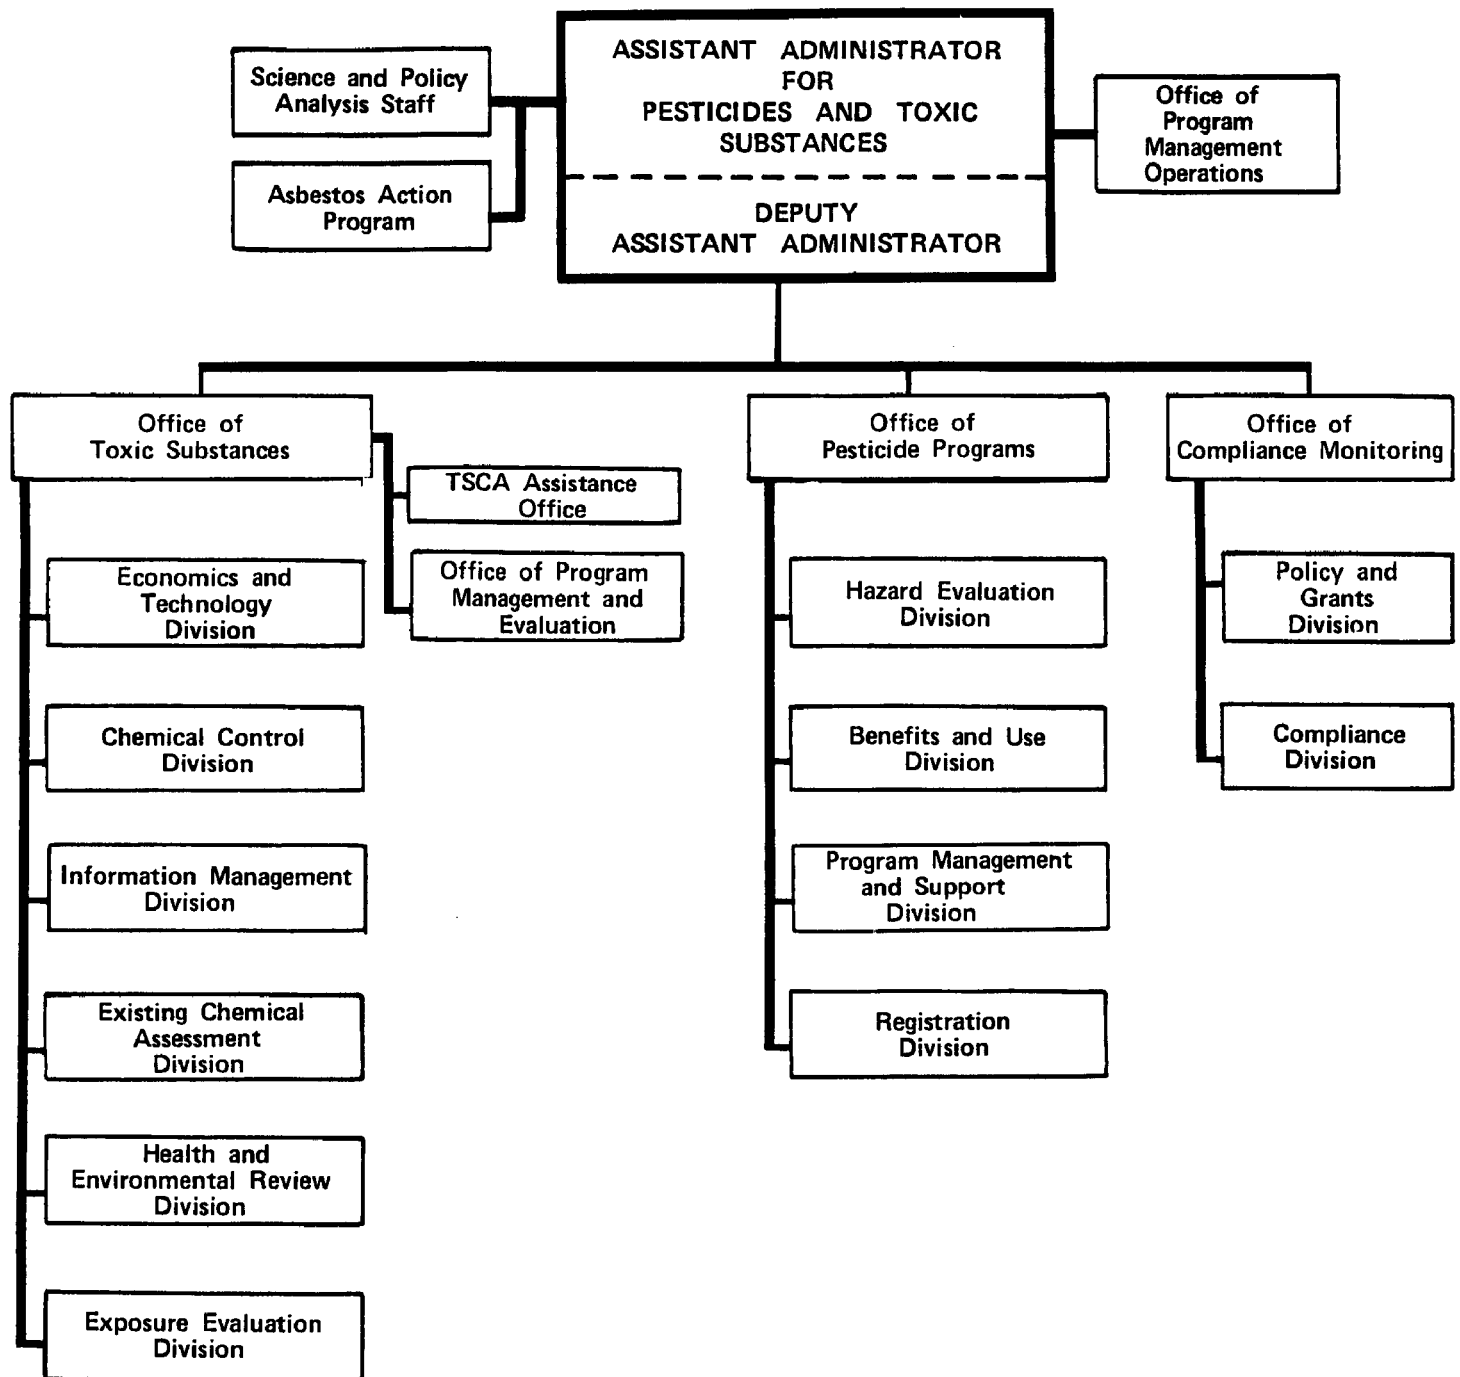 Science and Policy
Analysis Staff
Asbestos Action
Program
ASSISTANT ADMINISTRATOR
FOR
PESTICIDES AND TOXIC
SUBSTANCES
DEPUTY
ASSISTANT ADMINISTRATOR
Office of
Program
Management
Operations
Office of
Toxic Substances
TSCA Assistance
Office
Office of Program
Management and
Evaluation
Economics and
Technology
Division
Chemical Control
Division
Information Management
Division
Existing Chemical
Assessment
Division
Health and
Environmental Review
Division
Exposure Evaluation
Division
Office of
Pesticide Programs
Hazard Evaluation
Division
Benefits and Use
Division
Program Management
and Support
Division
Registration
Division
Office of
Compliance Monitoring
Policy and
Grants
Division
Compliance
Division